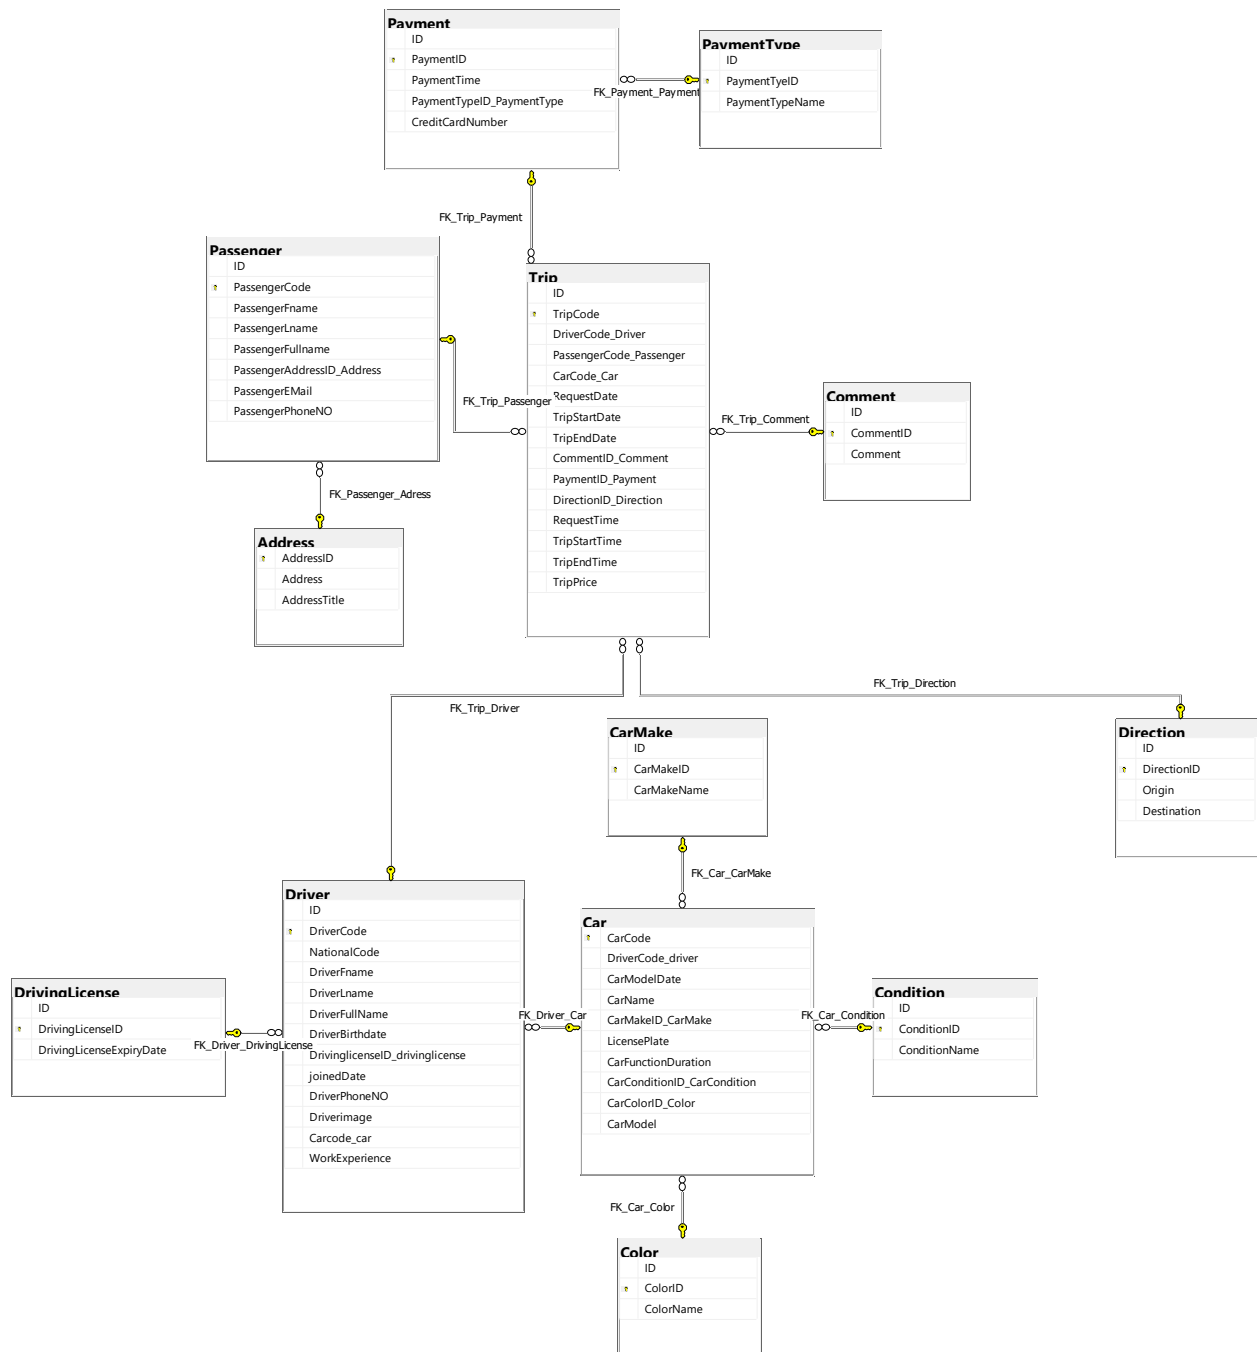 Payment
ID
PaymentID
PaymentTime
PaymentTypeID_PaymentType
CreditCardNumber
PaymentType
ID
PaymentTyeID
PaymentTypeName
FK_Payment_Payment
FK_Trip_Payment
Passenger
ID
PassengerCode
PassengerFname
PassengerLname
PassengerFullname
PassengerAddressID_Address
PassengerEMail
PassengerPhoneNO
Trip
ID
TripCode
DriverCode_Driver
PassengerCode_Passenger
CarCode_Car
RequestDate
TripStartDate
TripEndDate
CommentID_Comment
PaymentID_Payment
DirectionID_Direction
RequestTime
TripStartTime
TripEndTime
TripPrice
FK_Trip_Passenger
FK_Trip_Comment
Comment
ID
CommentID
Comment
FK_Passenger_Adress
Address
AddressID
Address
AddressTitle
FK_Trip_Driver
FK_Trip_Direction
CarMake
ID
CarMakeID
CarMakeName
Direction
ID
DirectionID
Origin
Destination
FK_Car_CarMake
Driver
ID
DriverCode
NationalCode
DriverFname
DriverLname
DriverFullName
DriverBirthdate
DrivinglicenseID_drivinglicense
joinedDate
DriverPhoneNO
Driverimage
Carcode_car
WorkExperience
Car
CarCode
DriverCode_driver
CarModelDate
CarName
CarMakeID_CarMake
LicensePlate
CarFunctionDuration
CarConditionID_CarCondition
CarColorID_Color
CarModel
DrivingLicense
ID
DrivingLicenseID
DrivingLicenseExpiryDate
FK_Driver_DrivingLicense
FK_Driver_Car
FK_Car_Condition
Condition
ID
ConditionID
ConditionName
FK_Car_Color
Color
ID
ColorID
ColorName